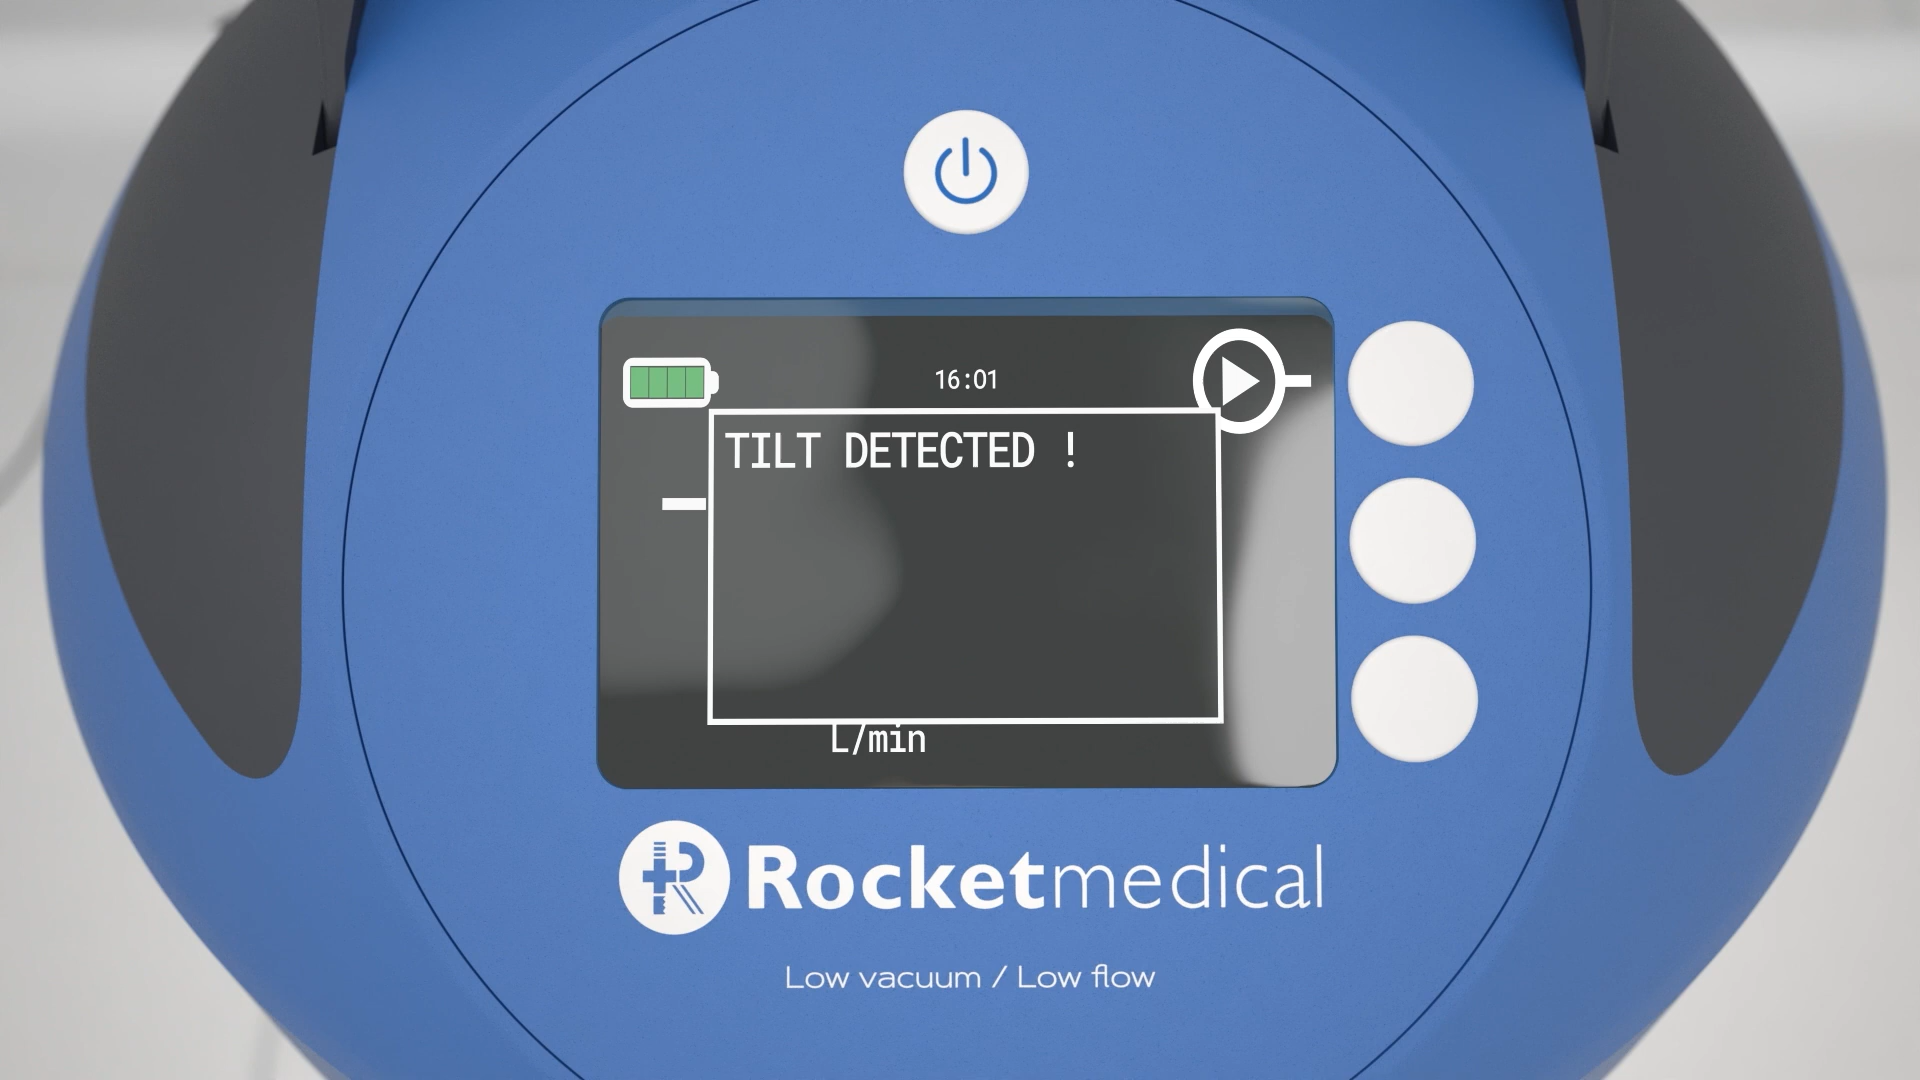 16:01
TILT DETECTED !
L/min
Rocketmedical
Low vacuum / Low flow